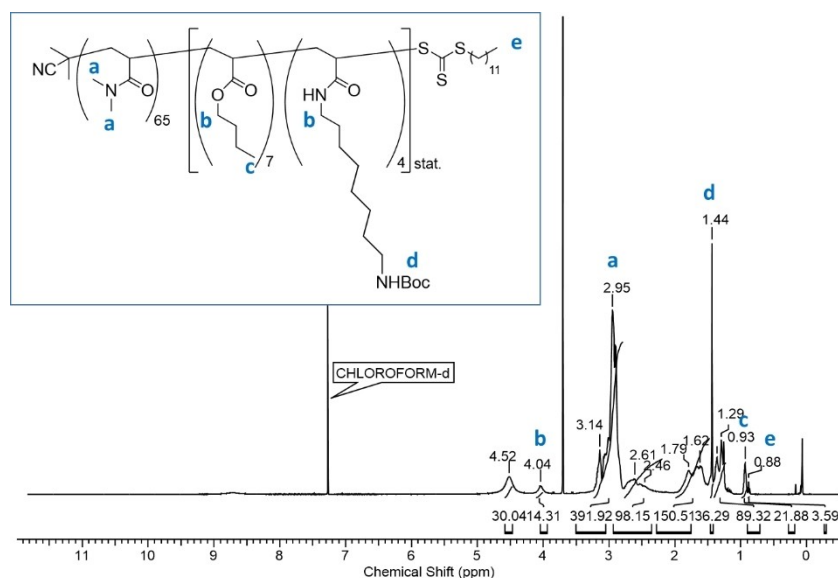 e
NC
a
N
O
65
a
O
O
b
c
7
HN
O
b
4
stat.
S
S
S
11
d
NHBoc
d
1.44
a
2.95
CHLOROFORM-d
b
4.52
4.04
3.14
2.61
2.46
1.79
1.62
1.29
c
0.93
e
0.88
30.04
14.31
391.92
98.15
150.51
36.29
89.32
21.88
3.59
11
10
9
8
7
6
5
4
3
2
1
0
Chemical Shift (ppm)